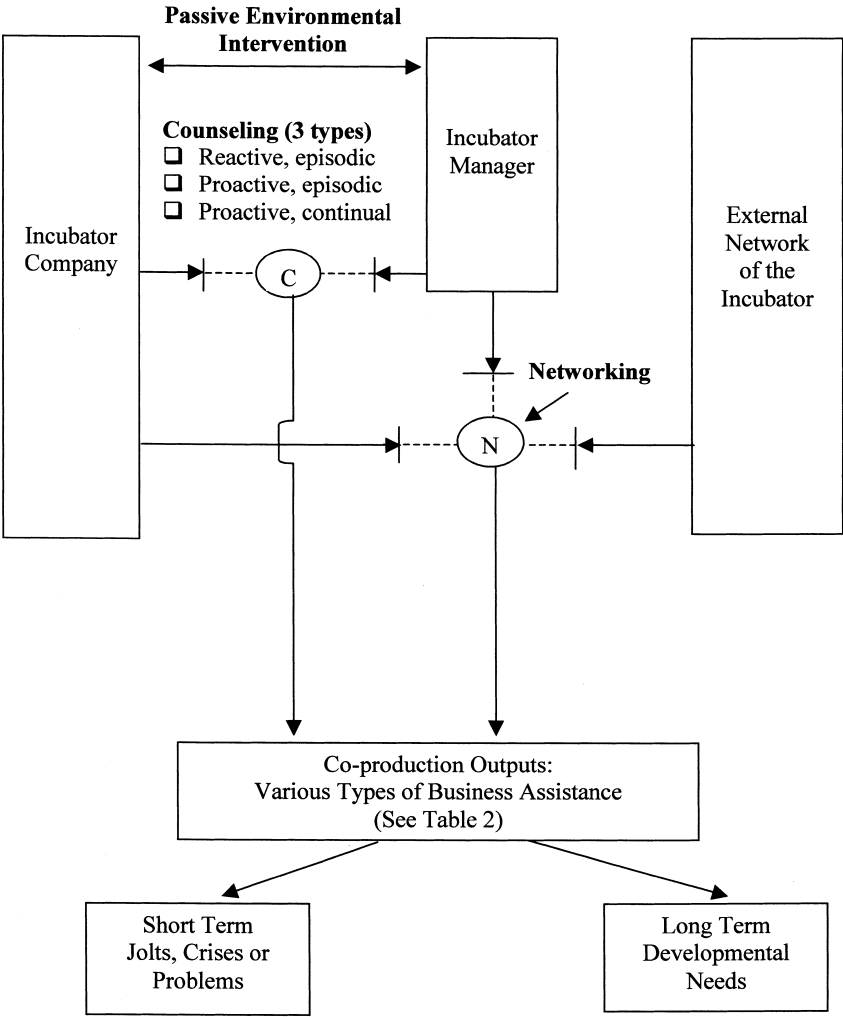 Passive Environmental
Intervention
Counseling (3 types)
❑ Reactive, episodic
❑ Proactive, episodic
❑ Proactive, continual
Incubator
Company
Incubator
Manager
External
Network
of the
Incubator
C
Networking
N
Co-production Outputs:
Various Types of Business Assistance
(See Table 2)
Short Term
Jolts, Crises or
Problems
Long Term
Developmental
Needs